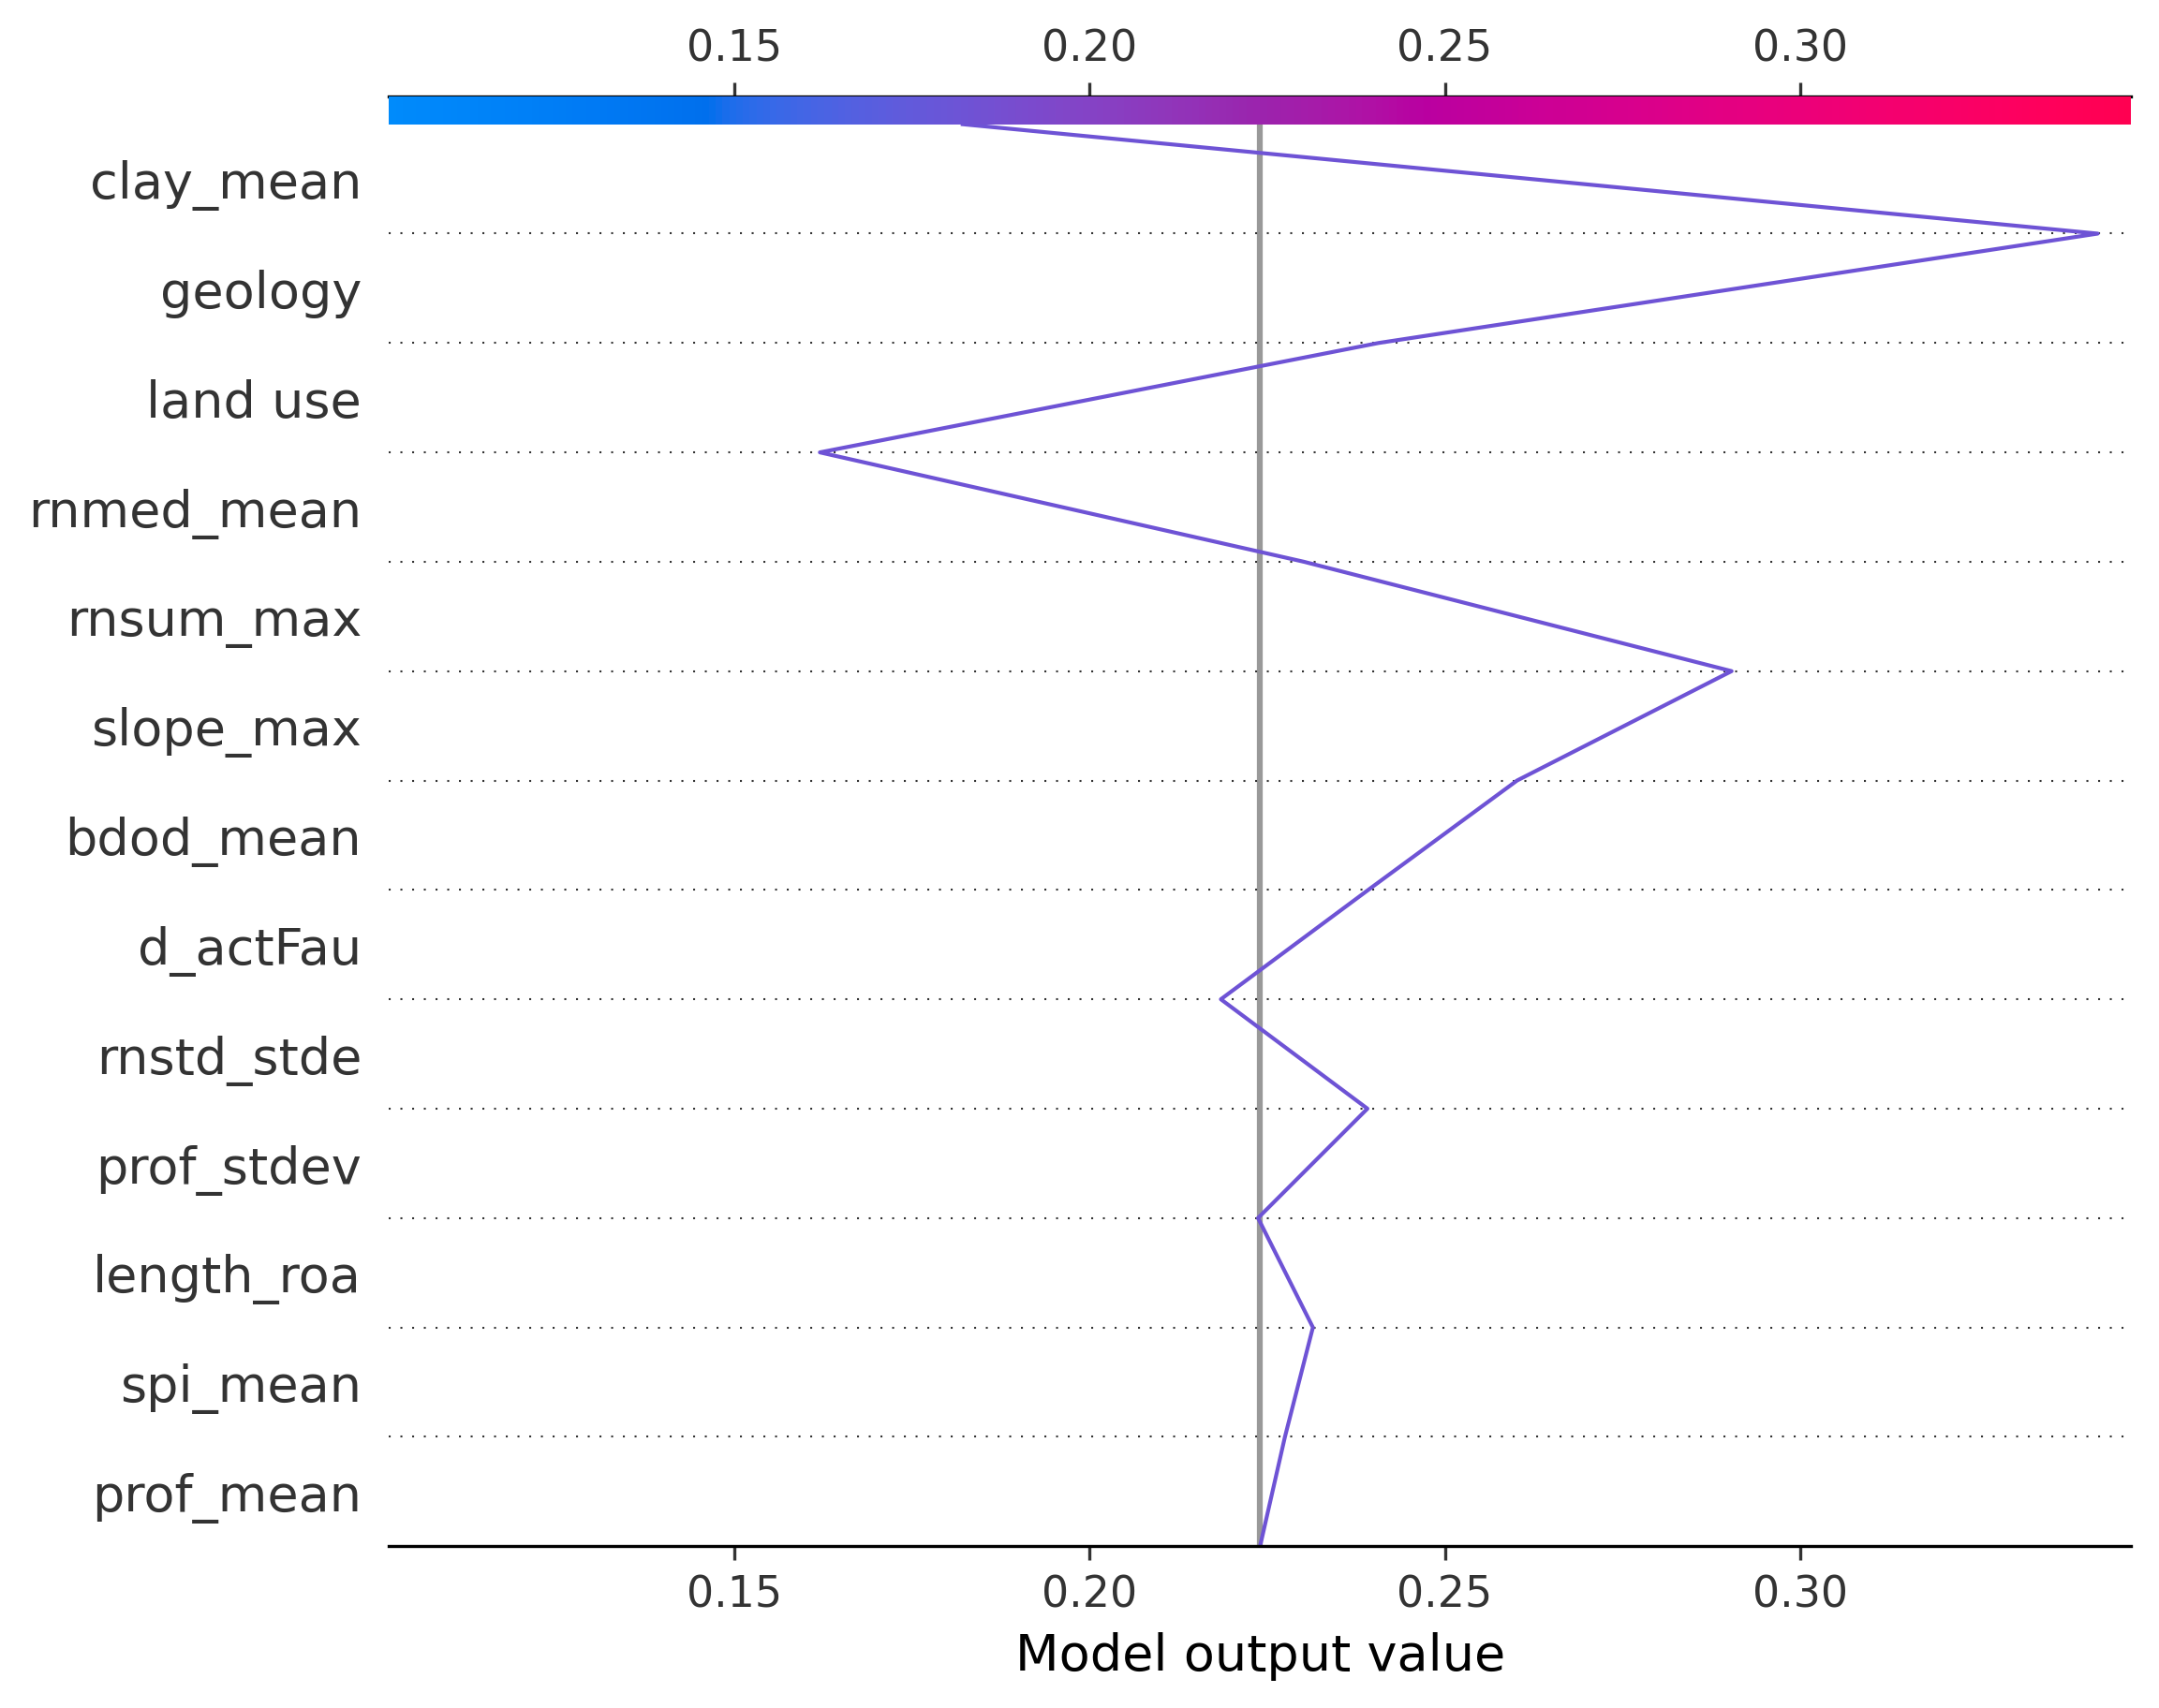 0.15 0.20 0.25 0.30
clay_mean
geology
land use
rnmed_mean
rnsum_max
slope_max
bdod_mean
d_actFau
rnstd_stde
prof_stdev
length_roa
spi_mean
prof_mean
0.15 0.20 0.25 0.30
Model output value